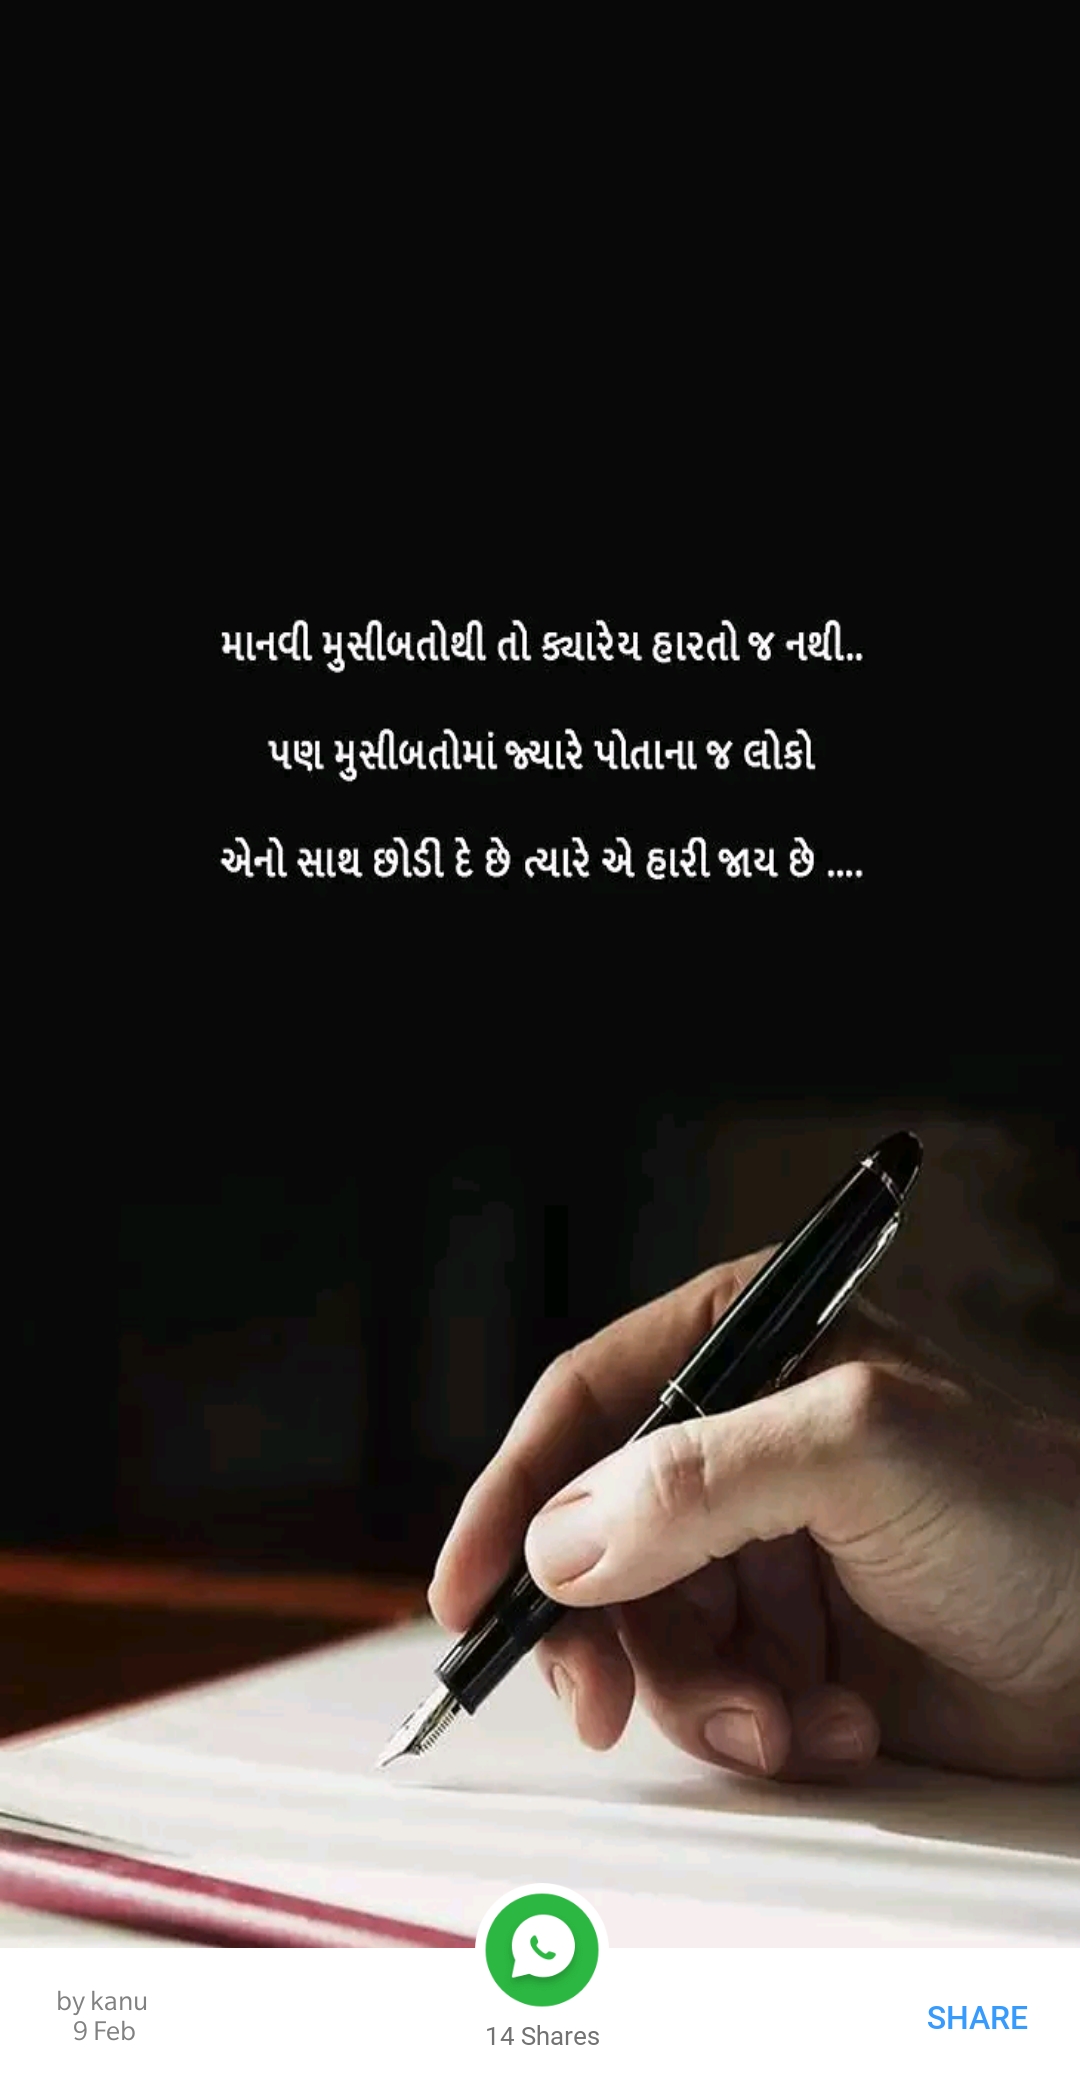 માનવી મુસીબતોથી તો ક્યારેય હારતો જ નથી..
પણ મુસીબતોમાં જ્યારે પોતાના જ લોકો
એનો સાથ છોડી દે છે ત્યારે એ હારી જાય છે ....
by kanu
9 Feb
14 Shares
SHARE